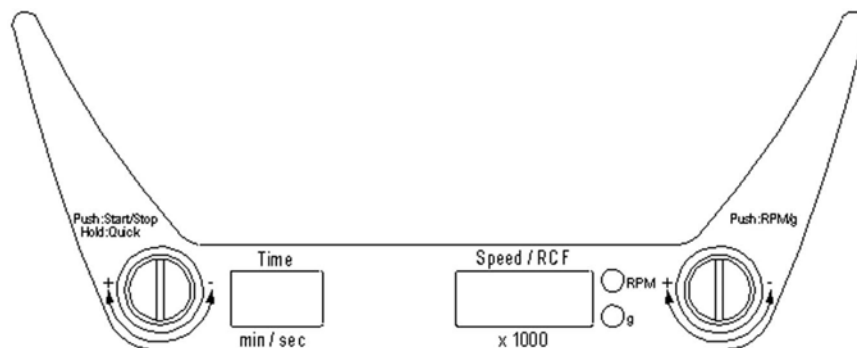 Push:Start/Stop
Hold:Quick
Push:RPM/g
Time
Speed / RCF
+
-
RPM
+
-
g
min / sec
x 1000